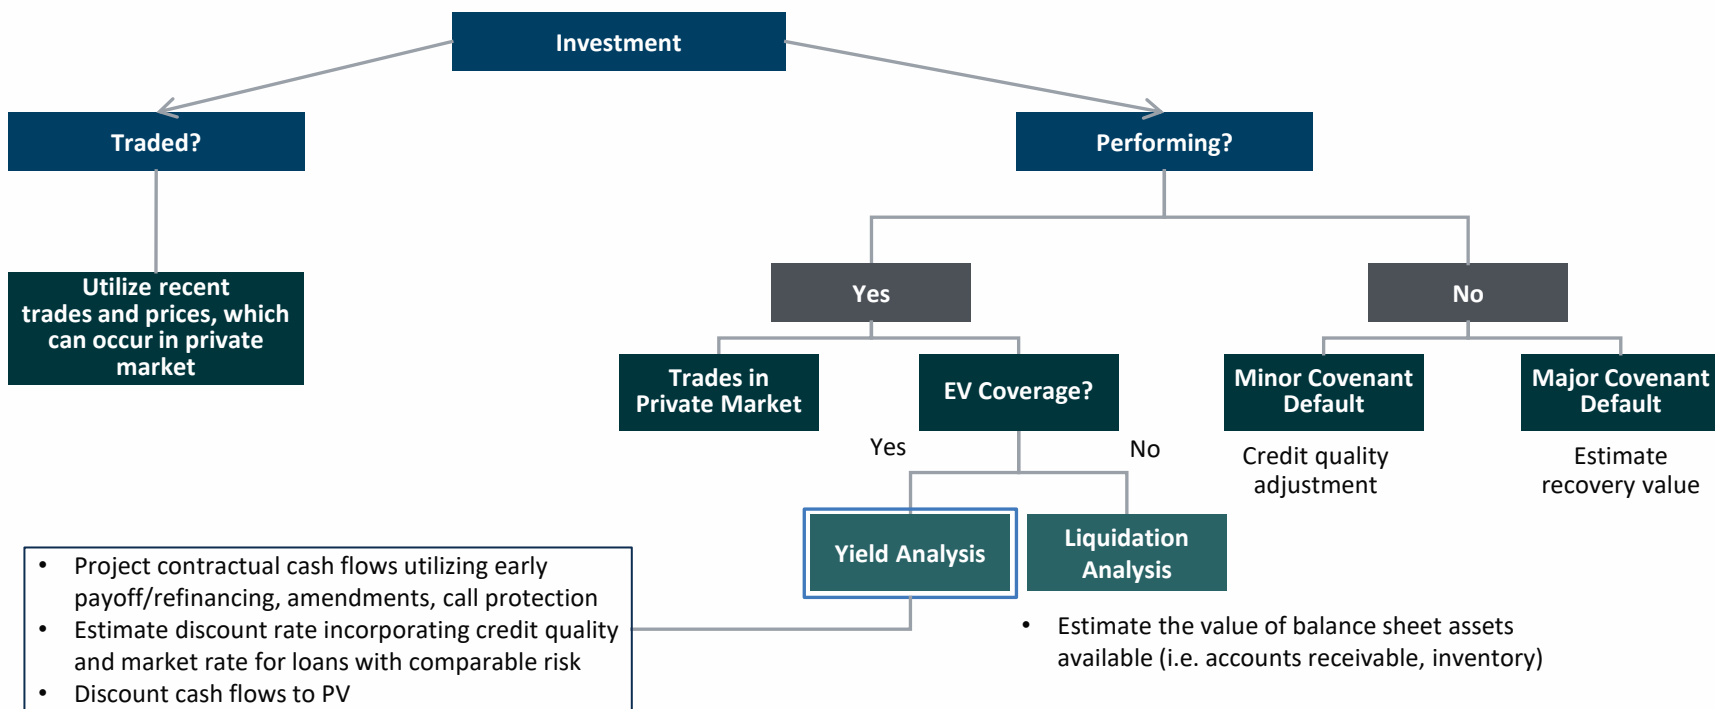 Investment
Traded?
Performing?
Utilize recent
trades and prices, which
can occur in private
market
Yes
No
Trades in
Private Market
EV Coverage?
Minor Covenant
Default
Major Covenant
Default
Yes
No
Credit quality
adjustment
Estimate
recovery value
Yield Analysis
Liquidation
Analysis
• Project contractual cash flows utilizing early
payoff/refinancing, amendments, call protection
• Estimate discount rate incorporating credit quality
and market rate for loans with comparable risk
• Discount cash flows to PV
• Estimate the value of balance sheet assets
available (i.e. accounts receivable, inventory)